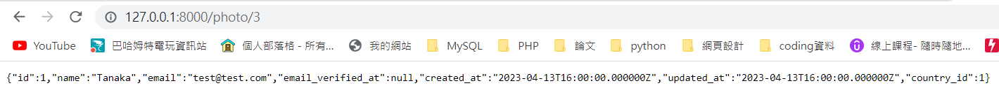 127.0.0.1:8000/photo/3
YouTube 巴哈姆特電玩資訊站 個人部落格 - 所有... 我的網站 MySQL PHP 論文 python 網頁設計 coding資料 線上課程- 隨時隨地...
{"id":1,"name":"Tanaka","email":"test@test.com","email_verified_at":null,"created_at":"2023-04-13T16:00:00.000000Z","updated_at":"2023-04-13T16:00:00.000000Z","country_id":1}